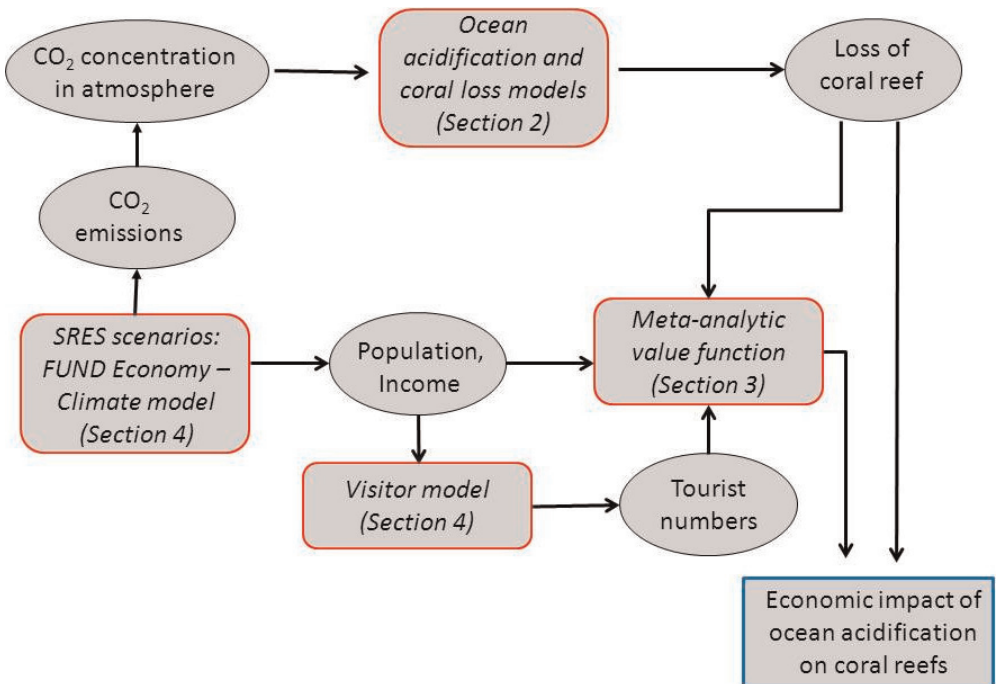 CO₂ concentration
in atmosphere
Ocean
acidification and
coral loss models
(Section 2)
Loss of
coral reef
CO₂
emissions
SRES scenarios:
FUND Economy –
Climate model
(Section 4)
Population,
Income
Meta-analytic
value function
(Section 3)
Visitor model
(Section 4)
Tourist
numbers
Economic impact of
ocean acidification
on coral reefs